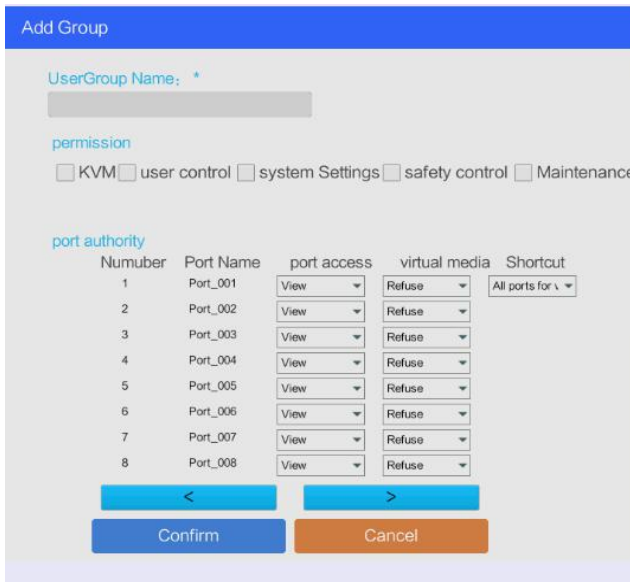 Add Group
UserGroup Name： *
permission
KVM user control system Settings safety control Maintenance
port authority
Numuber Port Name port access virtual media Shortcut
1 Port_001 View Refuse All ports for v
2 Port_002 View Refuse
3 Port_003 View Refuse
4 Port_004 View Refuse
5 Port_005 View Refuse
6 Port_006 View Refuse
7 Port_007 View Refuse
8 Port_008 View Refuse
< >
Confirm Cancel